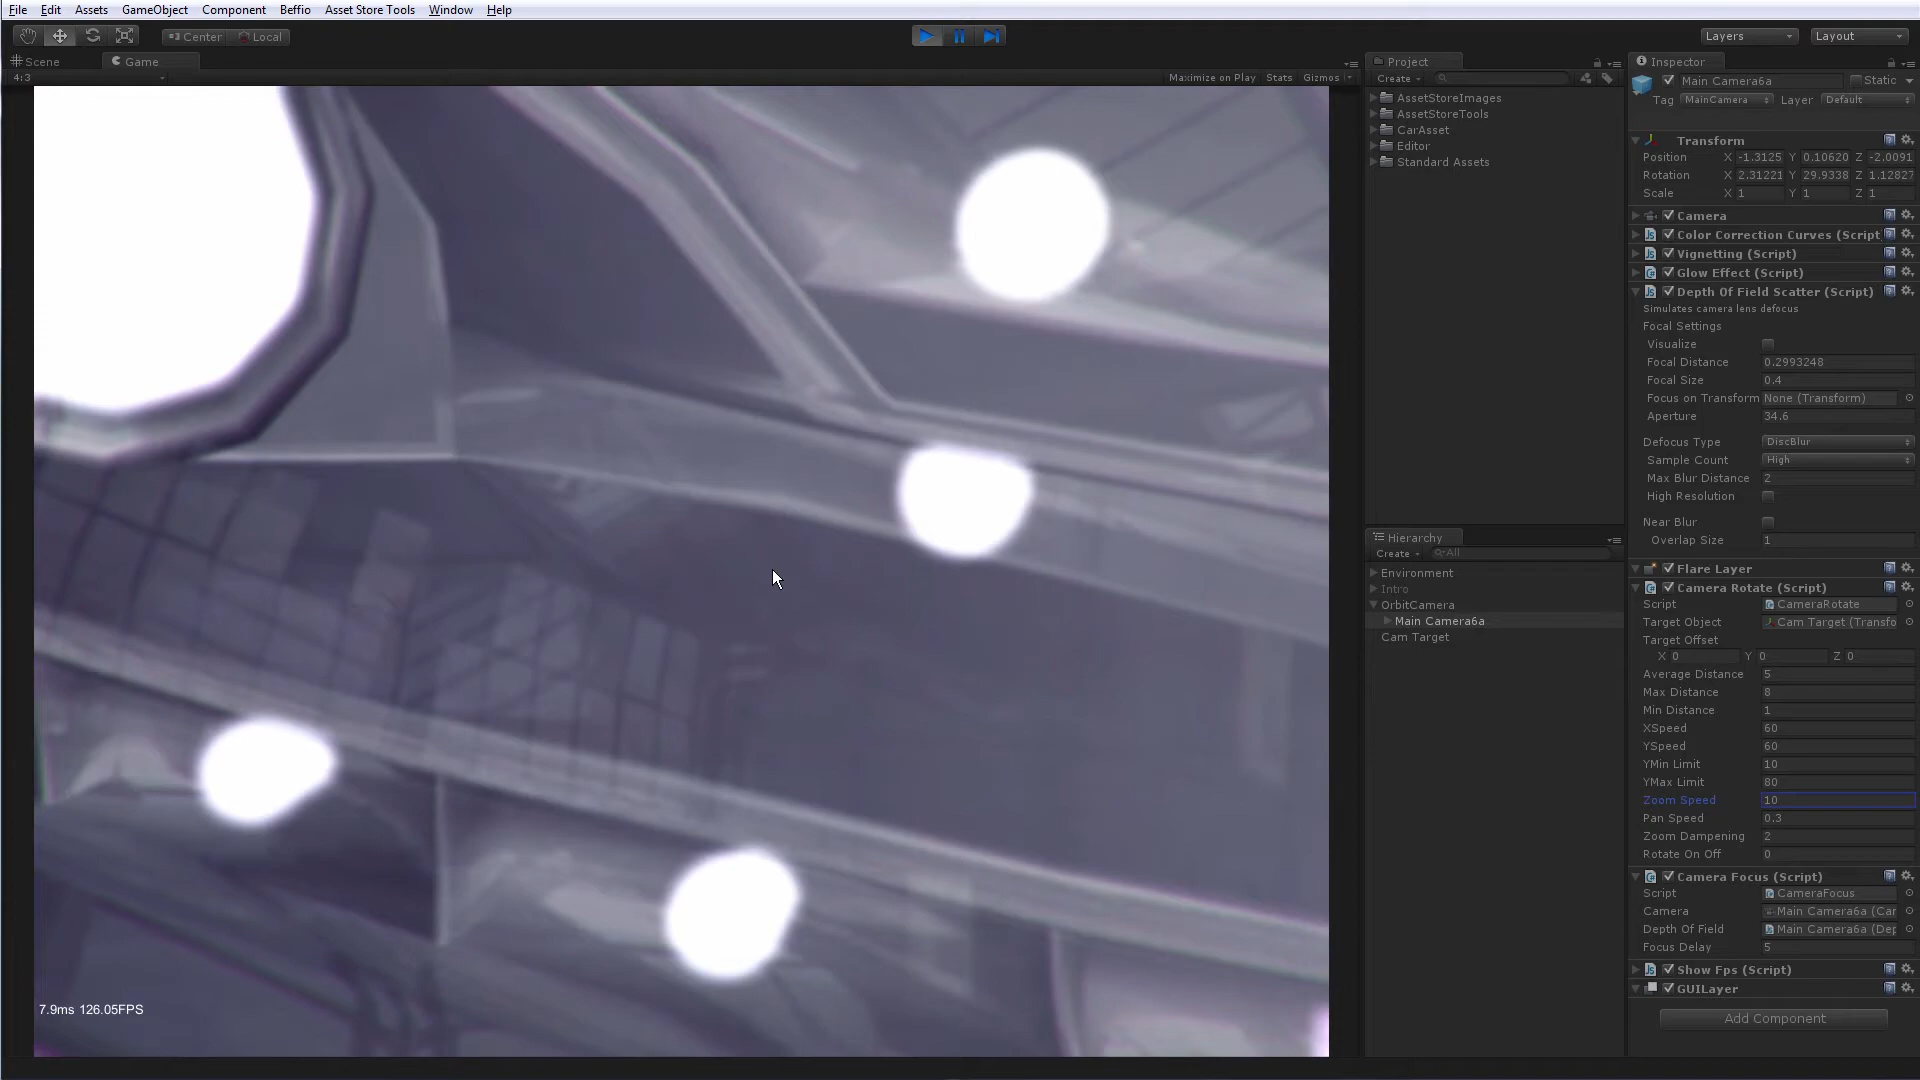 File Edit Assets GameObject Component Beffio Asset Store Tools Window Help
Center Local Layers Layout
Scene Game
4:3 Maximize on Play Stats Gizmos
7.9ms 126.05FPS
Project
Create
AssetStoreImages
AssetStoreTools
CarAsset
Editor
Standard Assets
Hierarchy
Create All
Environment
Intro
OrbitCamera
Main Camera6a
Cam Target
Inspector
Main Camera6a Static
Tag MainCamera Layer Default
Transform
Position X -1.3125 Y 0.10620 Z -2.0091
Rotation X 2.31221 Y 29.9338 Z 1.12827
Scale X 1 Y 1 Z 1
Camera
Color Correction Curves (Script
Vignetting (Script)
Glow Effect (Script)
Depth Of Field Scatter (Script)
Simulates camera lens defocus
Focal Settings
Visualize
Focal Distance 0.2993248
Focal Size 0.4
Focus on Transform None (Transform)
Aperture 34.6
Defocus Type DiscBlur
Sample Count High
Max Blur Distance 2
High Resolution
Near Blur
Overlap Size 1
Flare Layer
Camera Rotate (Script)
Script CameraRotate
Target Object Cam Target (Transfo
Target Offset
X 0 Y 0 Z 0
Average Distance 5
Max Distance 8
Min Distance 1
XSpeed 60
YSpeed 60
YMin Limit 10
YMax Limit 80
Zoom Speed 10
Pan Speed 0.3
Zoom Dampening 2
Rotate On Off 0
Camera Focus (Script)
Script CameraFocus
Camera Main Camera6a (Car
Depth Of Field Main Camera6a (Dep
Focus Delay 5
Show Fps (Script)
GUILayer
Add Component